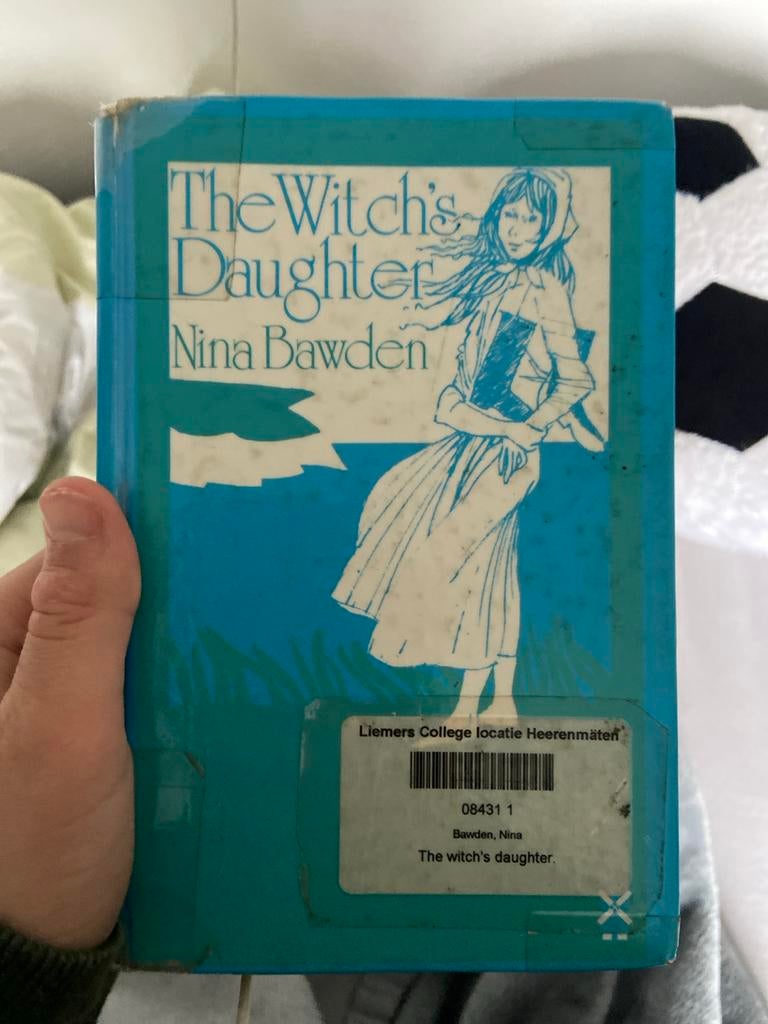 The Witch's
Daughter
Nina Bawden
Liemers College locatie Heerenmäten
08431 1
Bawden, Nina
The witch's daughter.